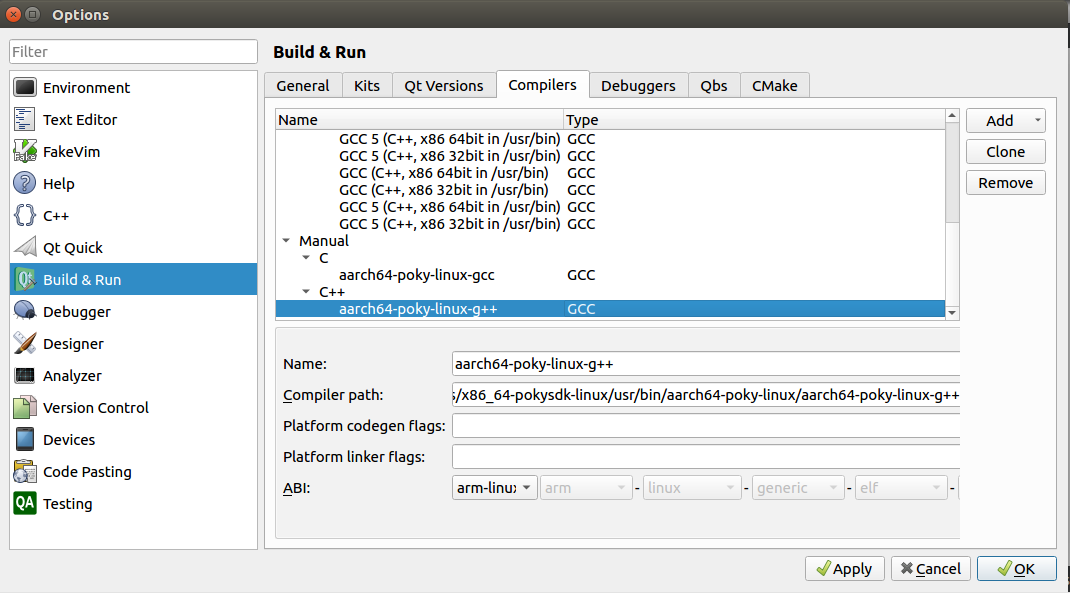 Options
Filter
Environment
Text Editor
FakeVim
Help
C++
Qt Quick
Build & Run
Debugger
Designer
Analyzer
Version Control
Devices
Code Pasting
QA Testing
Build & Run
General Kits Qt Versions Compilers Debuggers Qbs CMake
Name Type
GCC 5 (C++, x86 64bit in /usr/bin) GCC
GCC 5 (C++, x86 32bit in /usr/bin) GCC
GCC (C++, x86 64bit in /usr/bin) GCC
GCC (C++, x86 32bit in /usr/bin) GCC
GCC 5 (C++, x86 64bit in /usr/bin) GCC
GCC 5 (C++, x86 32bit in /usr/bin) GCC
Manual
C
aarch64-poky-linux-gcc GCC
C++
aarch64-poky-linux-g++ GCC
Add
Clone
Remove
Name: aarch64-poky-linux-g++
Compiler path: /x86_64-pokysdk-linux/usr/bin/aarch64-poky-linux/aarch64-poky-linux-g++
Platform codegen flags:
Platform linker flags:
ABI: arm-linux arm - linux - generic - elf -
Apply Cancel OK